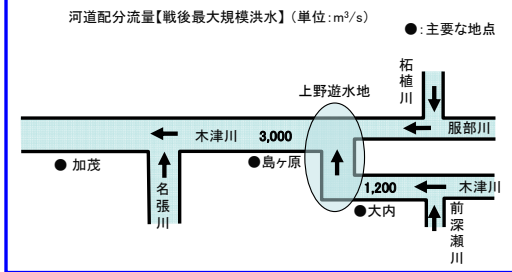 河道配分流量【戦後最大規模洪水】(単位:m³/s)
●:主要な地点
柘植川
上野遊水地
服部川
木津川
3,000
●加茂
●島ヶ原
名張川
1,200
木津川
●大内
前深瀬川